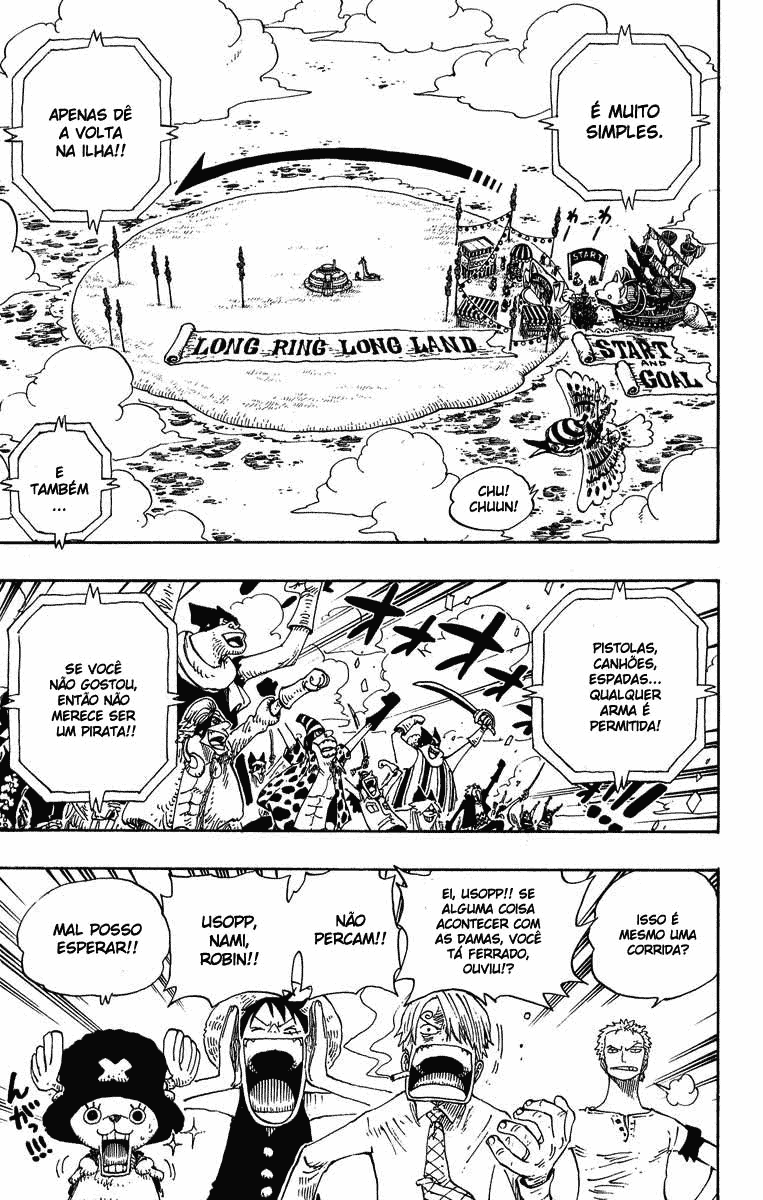 É MUITO
SIMPLES.
APENAS DÊ
A VOLTA
NA ILHA!!
わーわ
START
LONG RING LONG LAND
START
AND
GOAL
CHU!
CHUUN!
E
TAMBÉM
...
PISTOLAS,
CANHÕES,
ESPADAS...
QUALQUER
ARMA É
PERMITIDA!
SE VOCÊ
NÃO GOSTOU,
ENTÃO NÃO
MERECE SER
UM PIRATA!!
ISSO É
MESMO UMA
CORRIDA?
EI, USOPP!! SE
ALGUMA COISA
ACONTECER COM
AS DAMAS, VOCÊ
TÁ FERRADO,
OUVIU!?
NÃO
PERCAM!!
USOPP,
NAMI,
ROBIN!!
MAL POSSO
ESPERAR!!